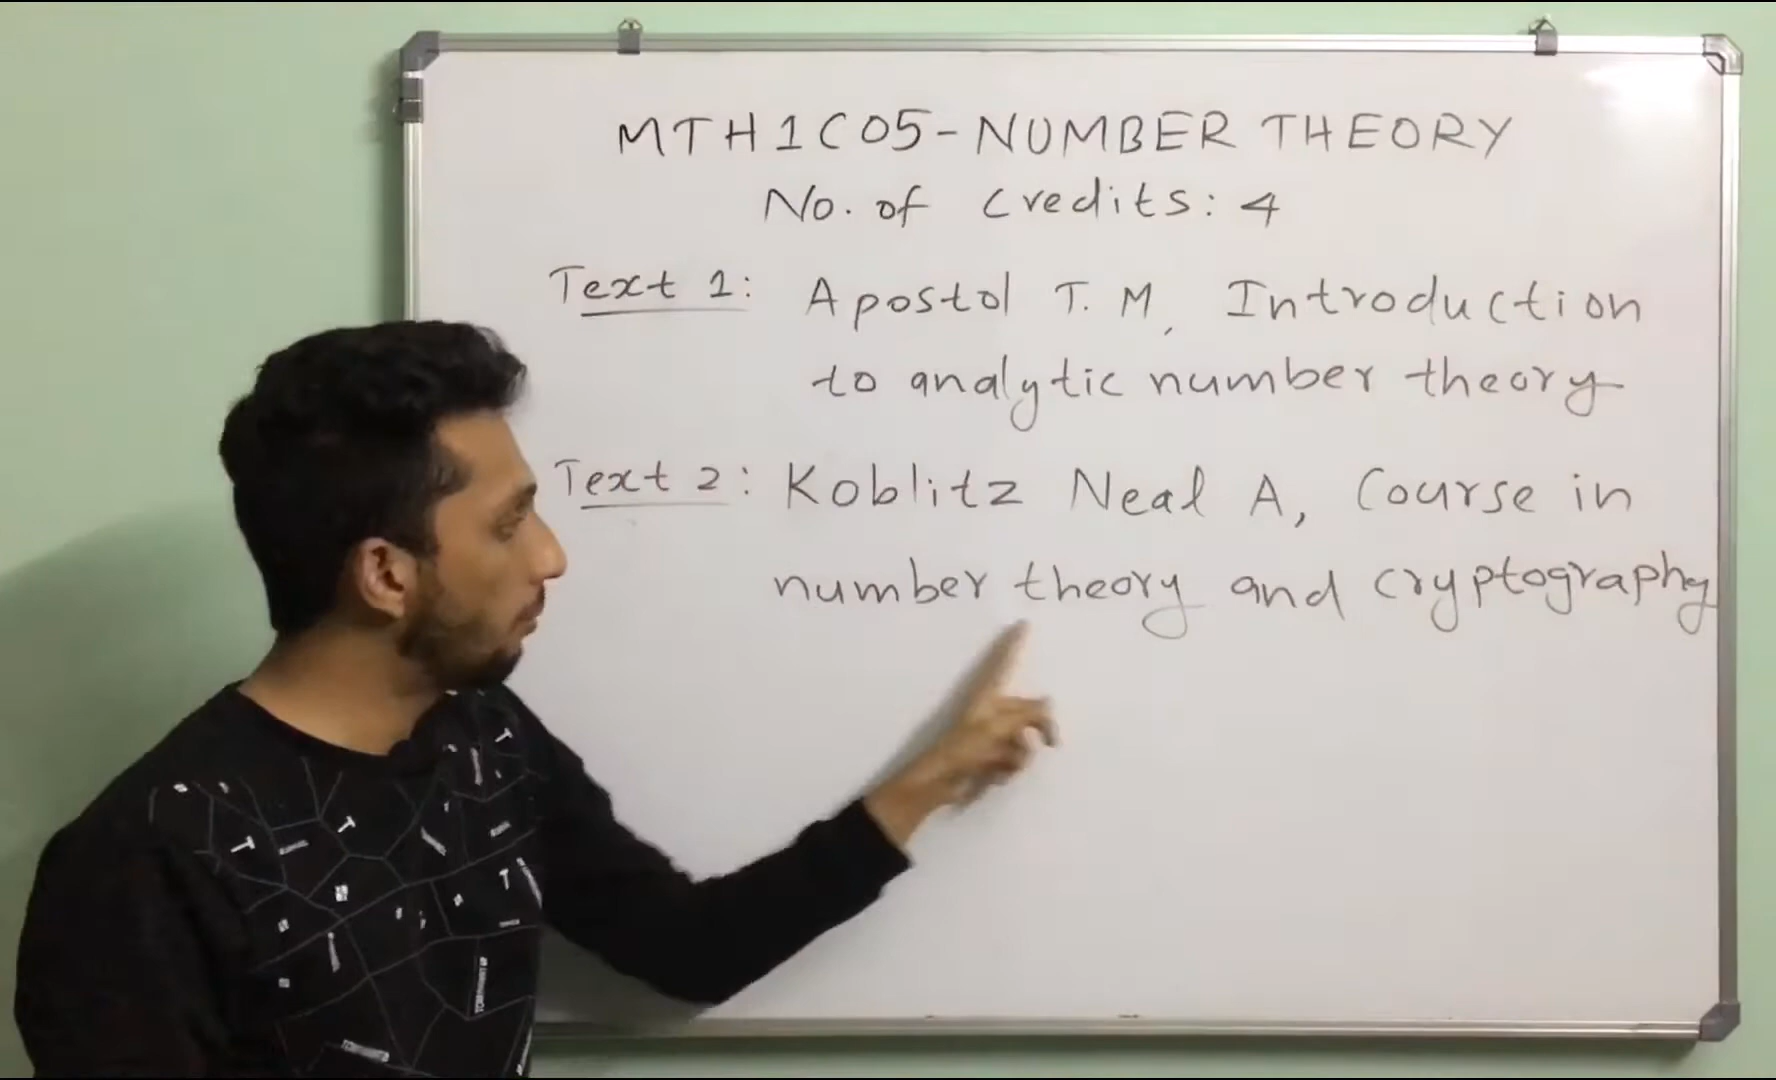 MTH1C05-NUMBER THEORY
No. of credits: 4
Text 1: Apostol T. M, Introduction
to analytic number theory
Text 2: Koblitz Neal A, Course in
number theory and cryptography